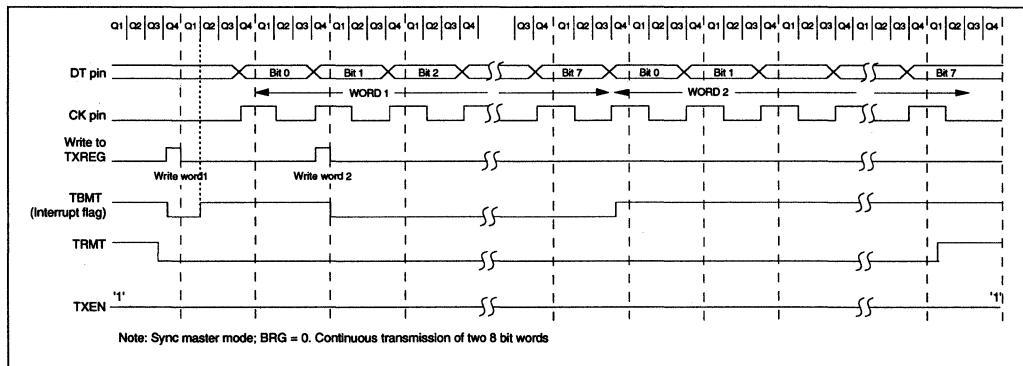 Q1 Q2 Q3 Q4 Q1 Q2 Q3 Q4 Q1 Q2 Q3 Q4 Q1 Q2 Q3 Q4 Q1 Q2 Q3 Q4 Q3 Q4 Q1 Q2 Q3 Q4 Q1 Q2 Q3 Q4 Q1 Q2 Q3 Q4 Q1 Q2 Q3 Q4 Q1 Q2 Q3 Q4 Q1 Q2 Q3 Q4
DT pin
Bit 0 Bit 1 Bit 2 Bit 7 Bit 0 Bit 1 Bit 7
WORD 1 WORD 2
CK pin
Write to
TXREG
Write word1 Write word 2
TBMT
(Interrupt flag)
TRMT
'1' '1'
TXEN
Note: Sync master mode; BRG = 0. Continuous transmission of two 8 bit words